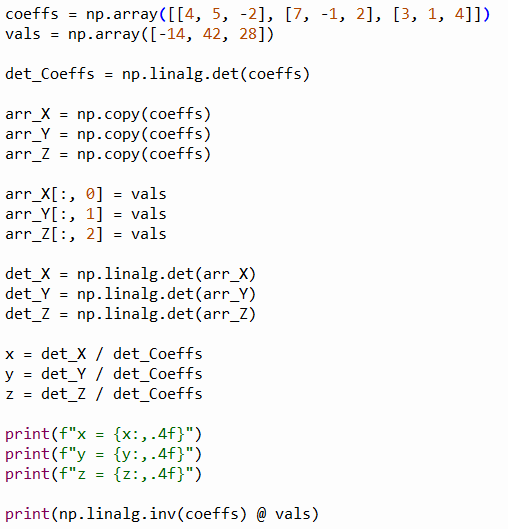 coeffs = np.array([[4, 5, -2], [7, -1, 2], [3, 1, 4]])
vals = np.array([-14, 42, 28])
det_Coeffs = np.linalg.det(coeffs)
arr_X = np.copy(coeffs)
arr_Y = np.copy(coeffs)
arr_Z = np.copy(coeffs)
arr_X[:, 0] = vals
arr_Y[:, 1] = vals
arr_Z[:, 2] = vals
det_X = np.linalg.det(arr_X)
det_Y = np.linalg.det(arr_Y)
det_Z = np.linalg.det(arr_Z)
x = det_X / det_Coeffs
y = det_Y / det_Coeffs
z = det_Z / det_Coeffs
print(f"x = {x:,.4f}")
print(f"y = {y:,.4f}")
print(f"z = {z:,.4f}")
print(np.linalg.inv(coeffs) @ vals)